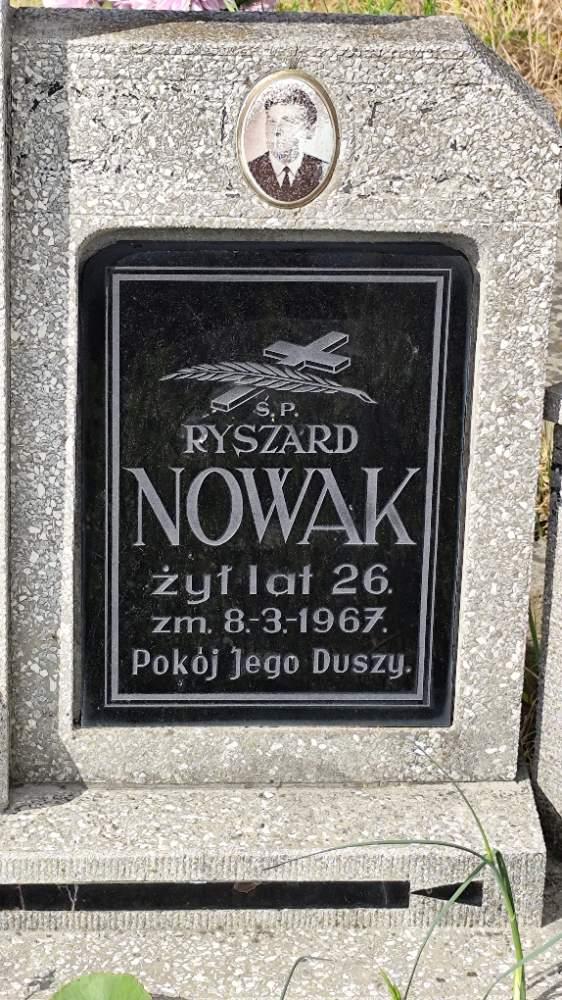 Ś.P.
RYSZARD
NOWAK
żył lat 26.
zm. 8.-3.-1967.
Pokój Jego Duszy.